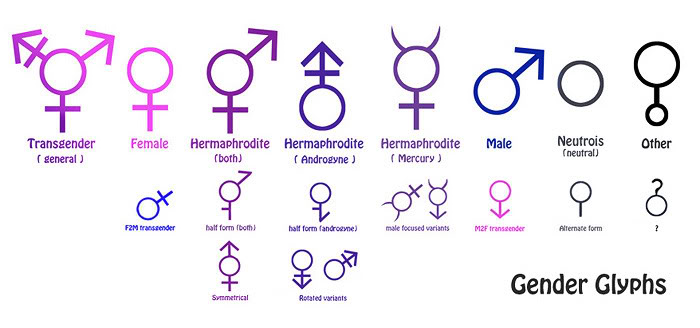 Transgender
( general )
Female
Hermaphrodite
(both)
Hermaphrodite
( Androgyne )
Hermaphrodite
( Mercury )
Male
Neutrois
(neutral)
Other
F2M transgender
half form (both)
half form (androgyne)
male focused variants
M2F transgender
Alternate form
?
Symmetrical
Rotated variants
Gender Glyphs